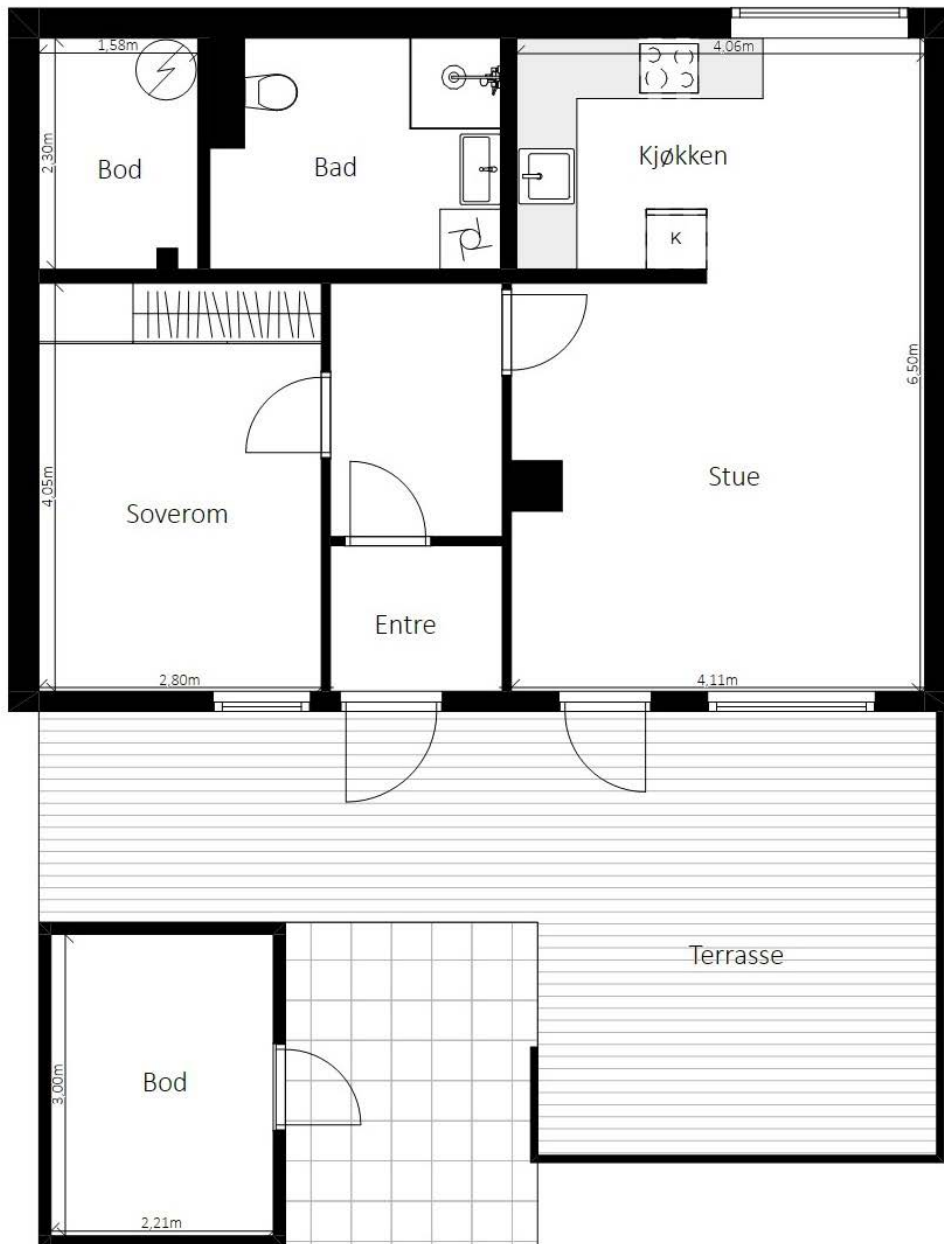 1,58m
4,06m
2,30m
Bod
Bad
Kjøkken
K
6,50m
4,05m
Soverom
Stue
Entre
2.80m
4,11m
Terrasse
Bod
3,00m
2,21m